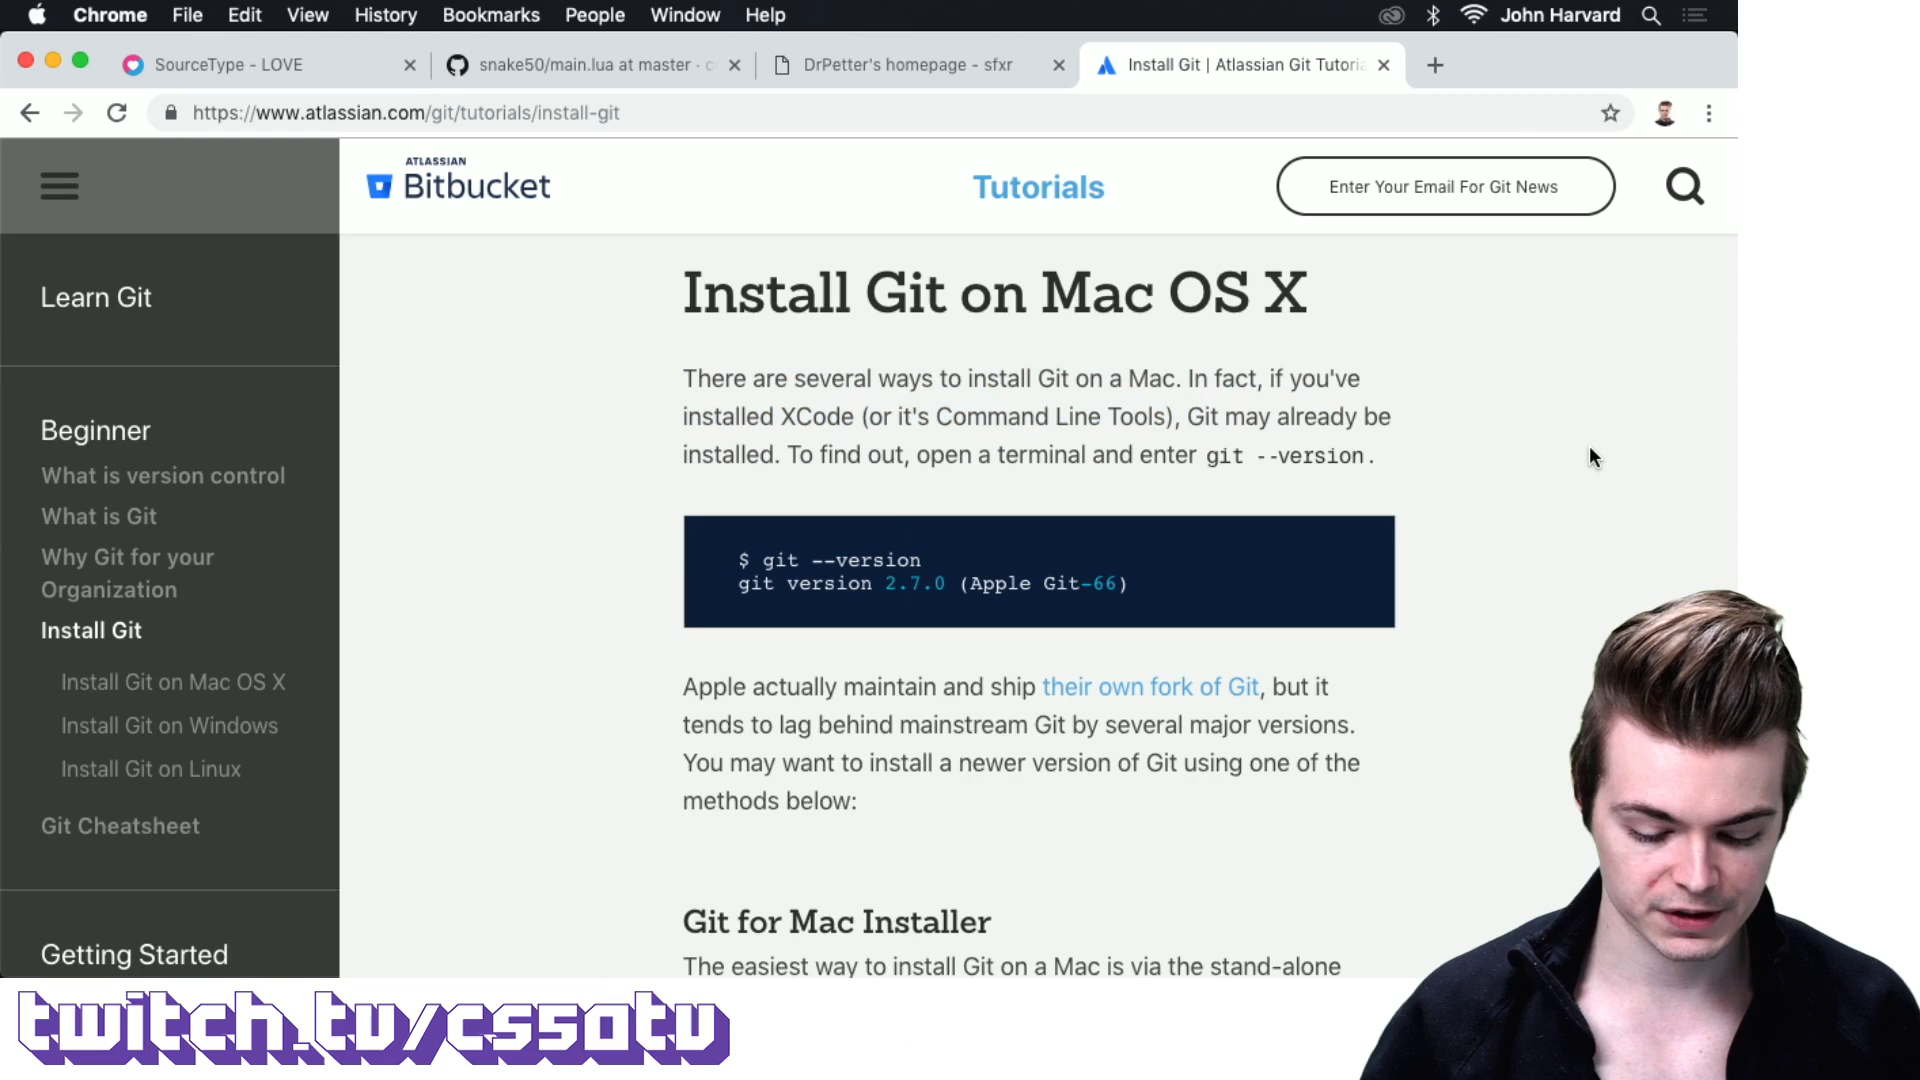 Chrome File Edit View History Bookmarks People Window Help John Harvard
SourceType - LOVE snake50/main.lua at master · c DrPetter's homepage - sfxr Install Git | Atlassian Git Tutoria
https://www.atlassian.com/git/tutorials/install-git
ATLASSIAN
Bitbucket
Tutorials
Enter Your Email For Git News
Learn Git
Beginner
What is version control
What is Git
Why Git for your
Organization
Install Git
Install Git on Mac OS X
Install Git on Windows
Install Git on Linux
Git Cheatsheet
Getting Started
Install Git on Mac OS X
There are several ways to install Git on a Mac. In fact, if you've
installed XCode (or it's Command Line Tools), Git may already be
installed. To find out, open a terminal and enter git --version.
$ git --version
git version 2.7.0 (Apple Git-66)
Apple actually maintain and ship their own fork of Git, but it
tends to lag behind mainstream Git by several major versions.
You may want to install a newer version of Git using one of the
methods below:
Git for Mac Installer
The easiest way to install Git on a Mac is via the stand-alone
twitch.tv/cs50tv